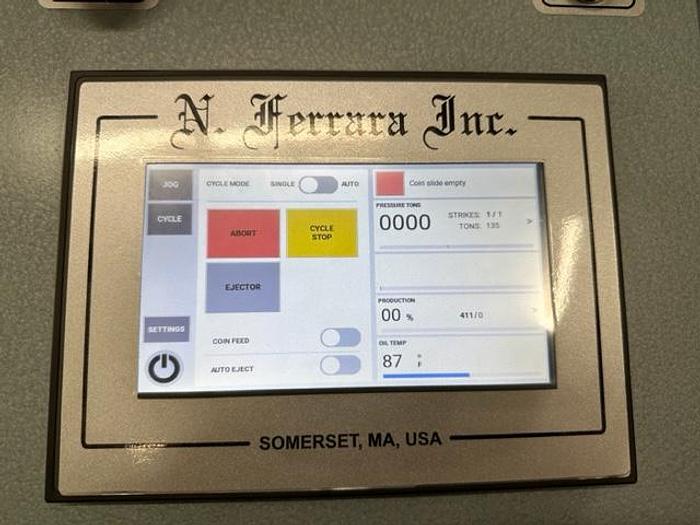 N. Ferrara Inc.
JOG
CYCLE
SETTINGS
CYCLE MODE SINGLE AUTO
ABORT
CYCLE
STOP
EJECTOR
COIN FEED
AUTO EJECT
Coin slide empty
PRESSURE TONS
0000
STRIKES: 1 / 1
TONS: 135
>
PRODUCTION
00 %
411/0
>
OIL TEMP
87 °
F
SOMERSET, MA, USA